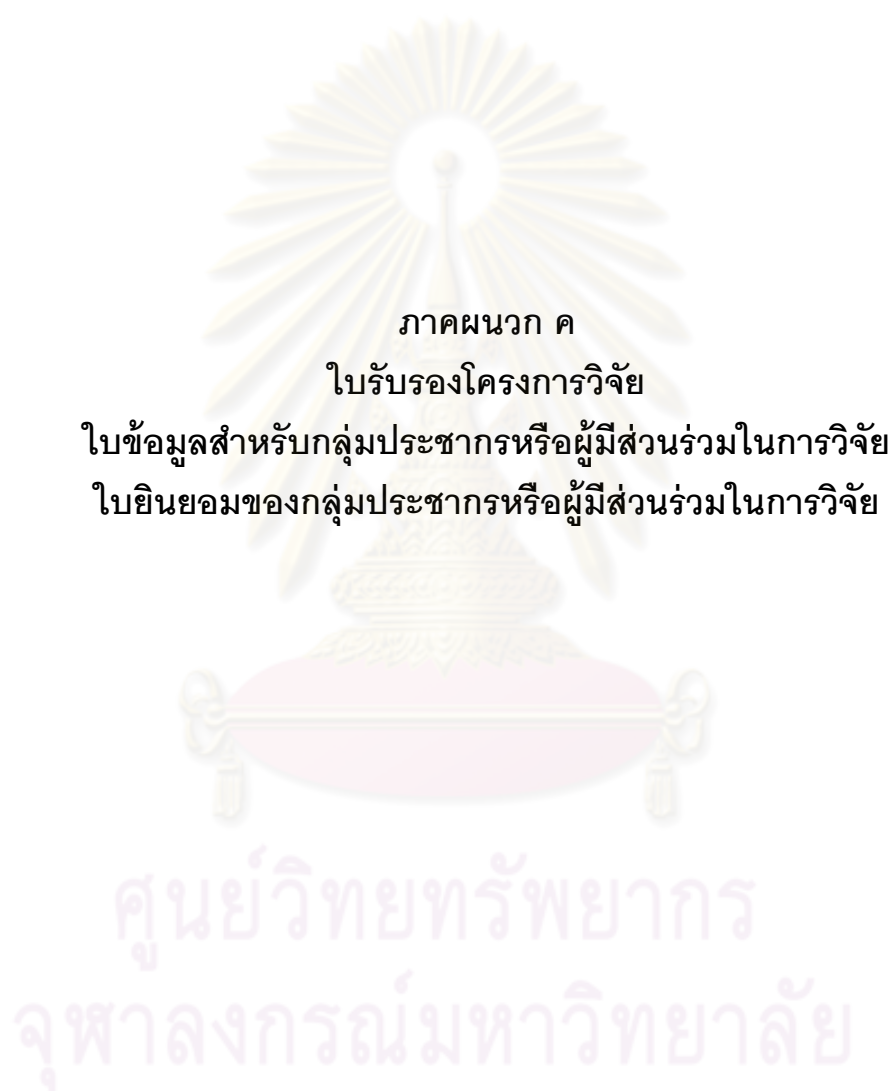 ภาคผนวก ค
ใบรับรองโครงการวิจัย
ใบข้อมูลสำหรับกลุ่มประชากรหรือผู้มีส่วนร่วมในการวิจัย
ใบยินยอมของกลุ่มประชากรหรือผู้มีส่วนร่วมในการวิจัย
ศูนย์วิทยทรัพยากร
จุฬาลงกรณ์มหาวิทยาลัย